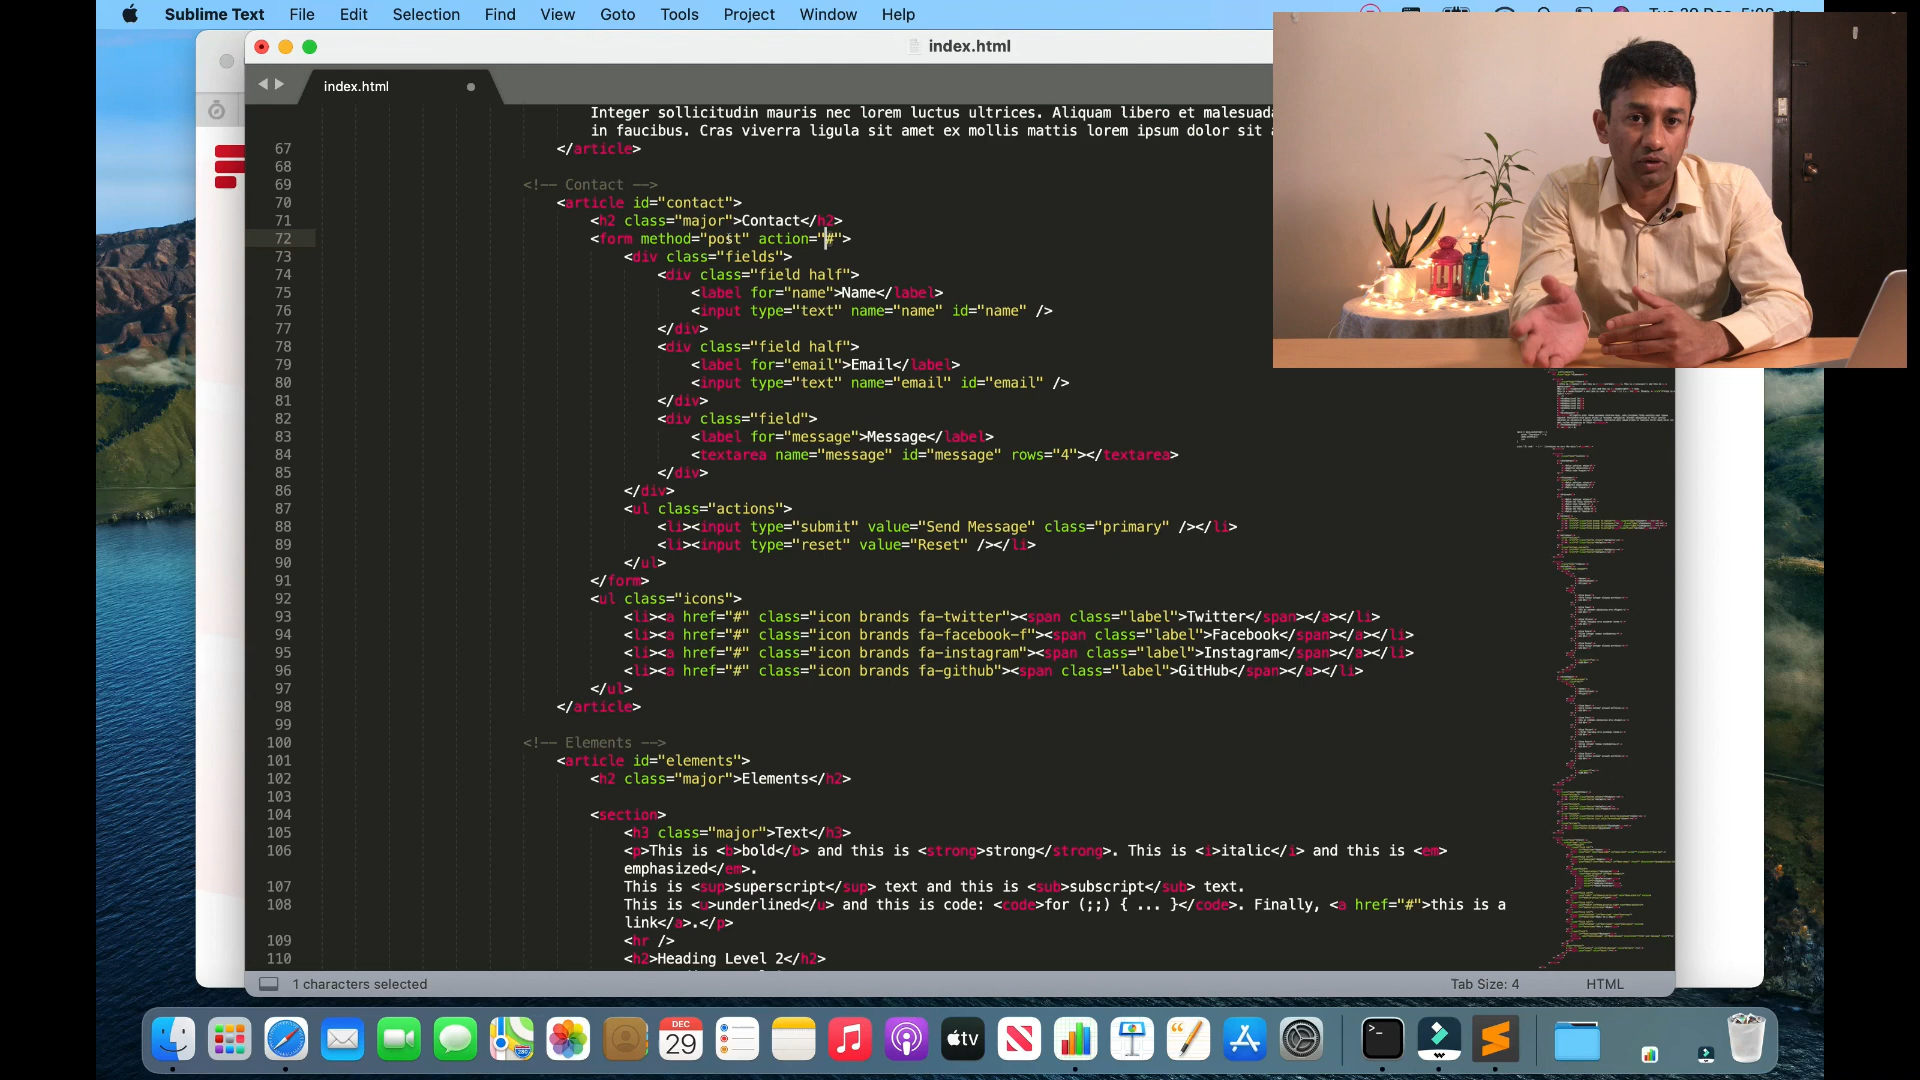 Sublime Text File Edit Selection Find View Goto Tools Project Window Help
index.html
index.html
Integer sollicitudin mauris nec lorem luctus ultrices. Aliquam libero et malesuada
in faucibus. Cras viverra ligula sit amet ex mollis mattis lorem ipsum dolor sit
67 </article>
68
69 <!-- Contact -->
70 <article id="contact">
71 <h2 class="major">Contact</h2>
72 <form method="post" action="#">
73 <div class="fields">
74 <div class="field half">
75 <label for="name">Name</label>
76 <input type="text" name="name" id="name" />
77 </div>
78 <div class="field half">
79 <label for="email">Email</label>
80 <input type="text" name="email" id="email" />
81 </div>
82 <div class="field">
83 <label for="message">Message</label>
84 <textarea name="message" id="message" rows="4"></textarea>
85 </div>
86 </div>
87 <ul class="actions">
88 <li><input type="submit" value="Send Message" class="primary" /></li>
89 <li><input type="reset" value="Reset" /></li>
90 </ul>
91 </form>
92 <ul class="icons">
93 <li><a href="#" class="icon brands fa-twitter"><span class="label">Twitter</span></a></li>
94 <li><a href="#" class="icon brands fa-facebook-f"><span class="label">Facebook</span></a></li>
95 <li><a href="#" class="icon brands fa-instagram"><span class="label">Instagram</span></a></li>
96 <li><a href="#" class="icon brands fa-github"><span class="label">GitHub</span></a></li>
97 </ul>
98 </article>
99
100 <!-- Elements -->
101 <article id="elements">
102 <h2 class="major">Elements</h2>
103
104 <section>
105 <h3 class="major">Text</h3>
106 <p>This is <b>bold</b> and this is <strong>strong</strong>. This is <i>italic</i> and this is <em>
emphasized</em>.
107 This is <sup>superscript</sup> text and this is <sub>subscript</sub> text.
108 This is <u>underlined</u> and this is code: <code>for (;;) { ... }</code>. Finally, <a href="#">this is a
link</a>.</p>
109 <hr />
110 <h2>Heading Level 2</h2>
1 characters selected
Tab Size: 4 HTML
DEC
29
280
tv